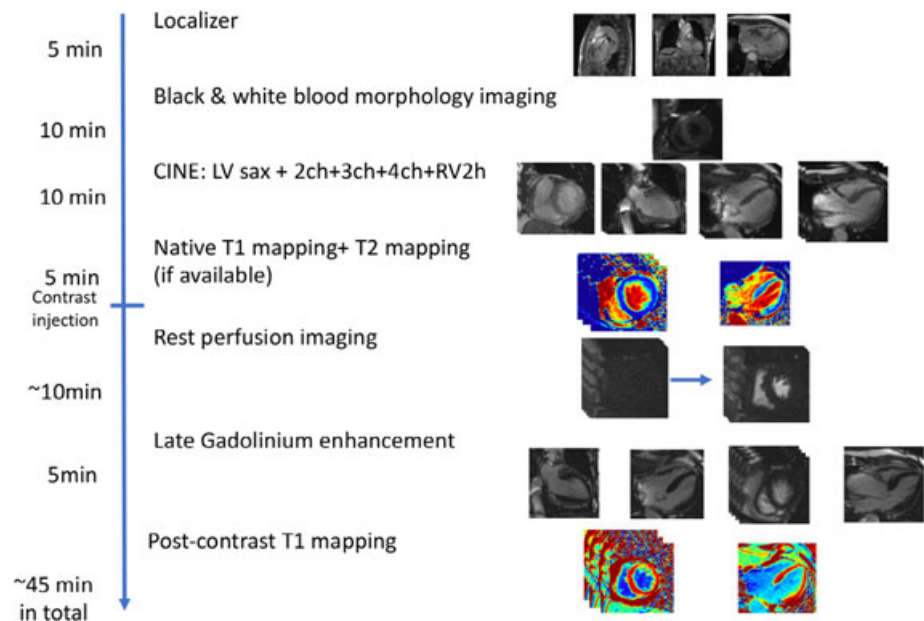 Localizer
5 min
Black & white blood morphology imaging
10 min
CINE: LV sax + 2ch+3ch+4ch+RV2h
10 min
Native T1 mapping+ T2 mapping
(if available)
5 min
Contrast
injection
Rest perfusion imaging
~10min
Late Gadolinium enhancement
5min
Post-contrast T1 mapping
~45 min
in total